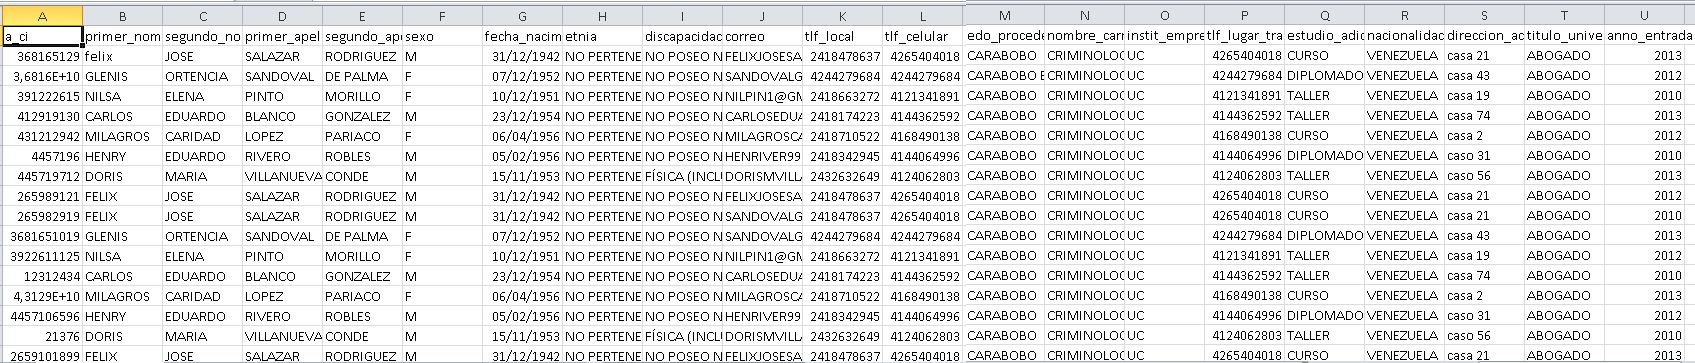 A B C D E F G H I J K L M N O P Q R S T U
a_ci primer_nom segundo_no primer_apel segundo_ape sexo fecha_nacim etnia discapacidad correo tlf_local tlf_celular edo_procede nombre_carr instit_empre tlf_lugar_tra estudio_adic nacionalidad direccion_ac titulo_unive anno_entrada
368165129 felix JOSE SALAZAR RODRIGUEZ M 31/12/1942 NO PERTENE NO POSEO N FELIXJOSESA 2418478637 4265404018 CARABOBO CRIMINOLOG UC 4265404018 CURSO VENEZUELA casa 21 ABOGADO 2013
3,6816E+10 GLENIS ORTENCIA SANDOVAL DE PALMA F 07/12/1952 NO PERTENE NO POSEO N SANDOVALG 4244279684 4244279684 CARABOBO E CRIMINOLOG UC 4244279684 DIPLOMADO VENEZUELA casa 43 ABOGADO 2012
391222615 NILSA ELENA PINTO MORILLO F 10/12/1951 NO PERTENE NO POSEO N NILPIN1@GM 2418663272 4121341891 CARABOBO CRIMINOLOG UC 4121341891 TALLER VENEZUELA casa 19 ABOGADO 2010
412919130 CARLOS EDUARDO BLANCO GONZALEZ M 23/12/1954 NO PERTENE NO POSEO N CARLOSEDUA 2418174223 4144362592 CARABOBO CRIMINOLOG UC 4144362592 TALLER VENEZUELA casa 74 ABOGADO 2013
431212942 MILAGROS CARIDAD LOPEZ PARIACO F 06/04/1956 NO PERTENE NO POSEO N MILAGROSCA 2418710522 4168490138 CARABOBO CRIMINOLOG UC 4168490138 CURSO VENEZUELA casa 2 ABOGADO 2012
4457196 HENRY EDUARDO RIVERO ROBLES M 05/02/1956 NO PERTENE NO POSEO N HENRIVER99 2418342945 4144064996 CARABOBO CRIMINOLOG UC 4144064996 DIPLOMADO VENEZUELA caso 31 ABOGADO 2010
445719712 DORIS MARIA VILLANUEVA CONDE M 15/11/1953 NO PERTENE FÍSICA (INCLU DORISMVILL 2432632649 4124062803 CARABOBO CRIMINOLOG UC 4124062803 TALLER VENEZUELA caso 56 ABOGADO 2013
265989121 FELIX JOSE SALAZAR RODRIGUEZ M 31/12/1942 NO PERTENE NO POSEO N FELIXJOSESA 2418478637 4265404018 CARABOBO CRIMINOLOG UC 4265404018 CURSO VENEZUELA casa 21 ABOGADO 2012
265982919 FELIX JOSE SALAZAR RODRIGUEZ M 31/12/1942 NO PERTENE NO POSEO N SANDOVALG 2418478637 4265404018 CARABOBO CRIMINOLOG UC 4265404018 CURSO VENEZUELA casa 21 ABOGADO 2010
3681651019 GLENIS ORTENCIA SANDOVAL DE PALMA F 07/12/1952 NO PERTENE NO POSEO N SANDOVALG 4244279684 4244279684 CARABOBO CRIMINOLOG UC 4244279684 DIPLOMADO VENEZUELA casa 43 ABOGADO 2013
3922611125 NILSA ELENA PINTO MORILLO F 10/12/1951 NO PERTENE NO POSEO N NILPIN1@GM 2418663272 4121341891 CARABOBO CRIMINOLOG UC 4121341891 TALLER VENEZUELA casa 19 ABOGADO 2012
12312434 CARLOS EDUARDO BLANCO GONZALEZ M 23/12/1954 NO PERTENE NO POSEO N CARLOSEDUA 2418174223 4144362592 CARABOBO CRIMINOLOG UC 4144362592 TALLER VENEZUELA casa 74 ABOGADO 2010
4,3129E+10 MILAGROS CARIDAD LOPEZ PARIACO F 06/04/1956 NO PERTENE NO POSEO N MILAGROSCA 2418710522 4168490138 CARABOBO CRIMINOLOG UC 4168490138 CURSO VENEZUELA casa 2 ABOGADO 2013
4457106596 HENRY EDUARDO RIVERO ROBLES M 05/02/1956 NO PERTENE NO POSEO N HENRIVER99 2418342945 4144064996 CARABOBO CRIMINOLOG UC 4144064996 DIPLOMADO VENEZUELA caso 31 ABOGADO 2012
21376 DORIS MARIA VILLANUEVA CONDE M 15/11/1953 NO PERTENE FÍSICA (INCLU DORISMVILL 2432632649 4124062803 CARABOBO CRIMINOLOG UC 4124062803 TALLER VENEZUELA caso 56 ABOGADO 2010
2659101899 FELIX JOSE SALAZAR RODRIGUEZ M 31/12/1942 NO PERTENE NO POSEO N FELIXJOSESA 2418478637 4265404018 CARABOBO CRIMINOLOG UC 4265404018 CURSO VENEZUELA casa 21 ABOGADO 2013